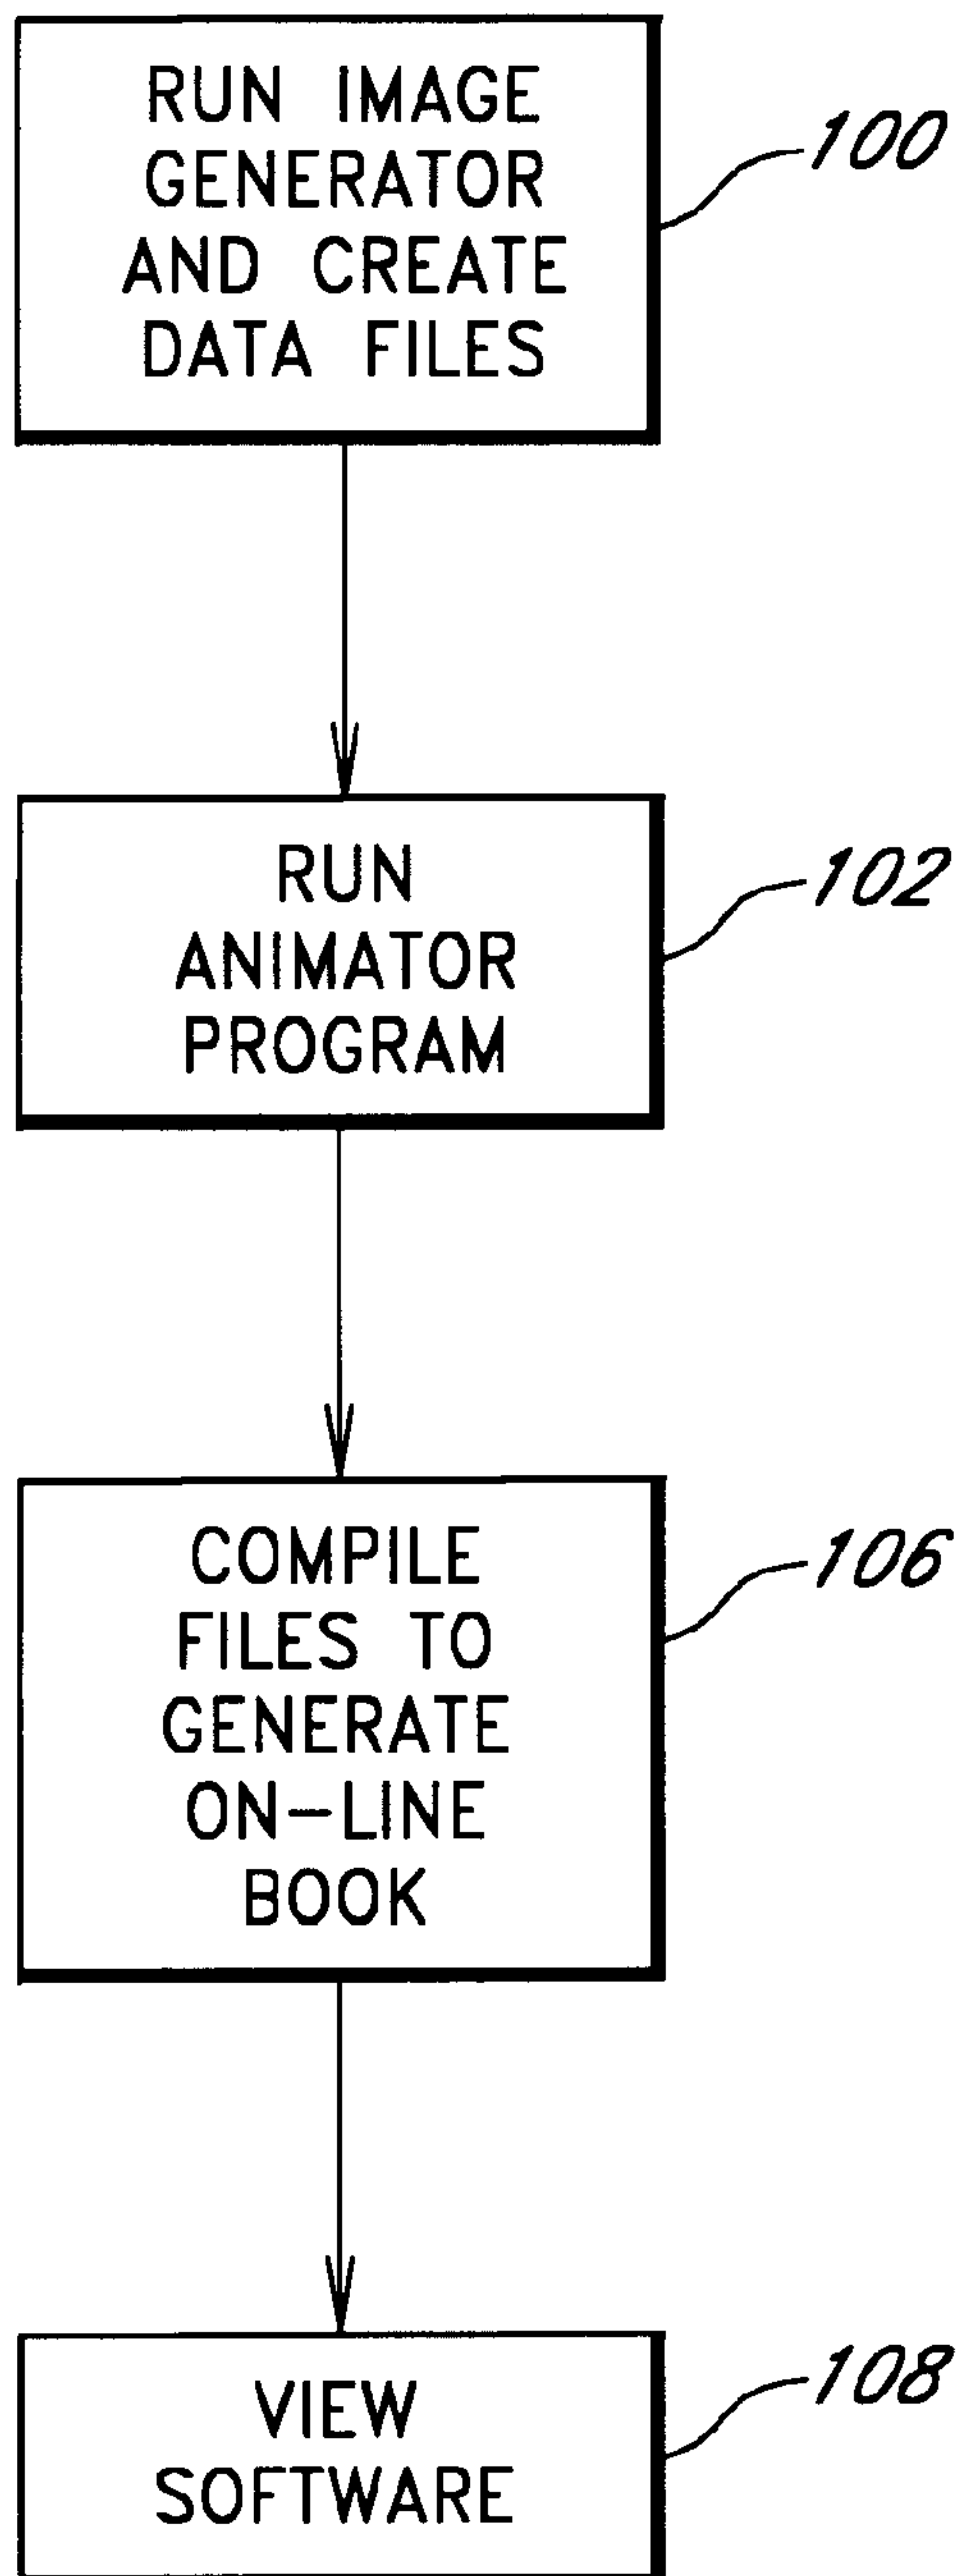 RUN IMAGE
GENERATOR
AND CREATE
DATA FILES
100
RUN
ANIMATOR
PROGRAM
102
COMPILE
FILES TO
GENERATE
ON-LINE
BOOK
106
VIEW
SOFTWARE
108